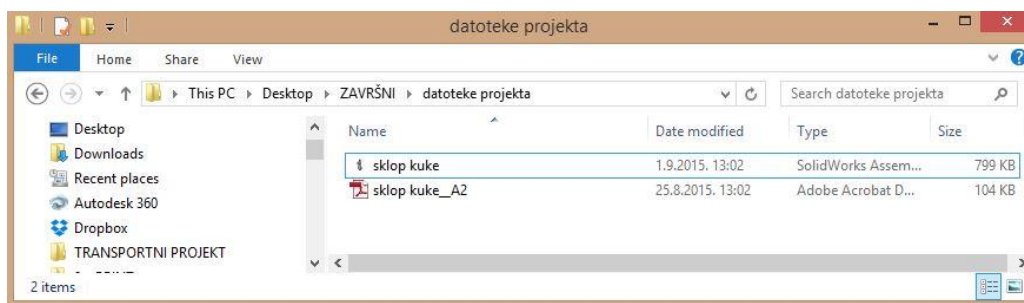 datoteke projekta
File Home Share View
This PC Desktop ZAVRŠNI datoteke projekta Search datoteke projekta
Desktop Name Date modified Type Size
Downloads sklop kuke 1.9.2015. 13:02 SolidWorks Assem... 799 KB
Recent places sklop kuke__A2 25.8.2015. 13:02 Adobe Acrobat D... 104 KB
Autodesk 360
Dropbox
TRANSPORTNI PROJEKT
2 items